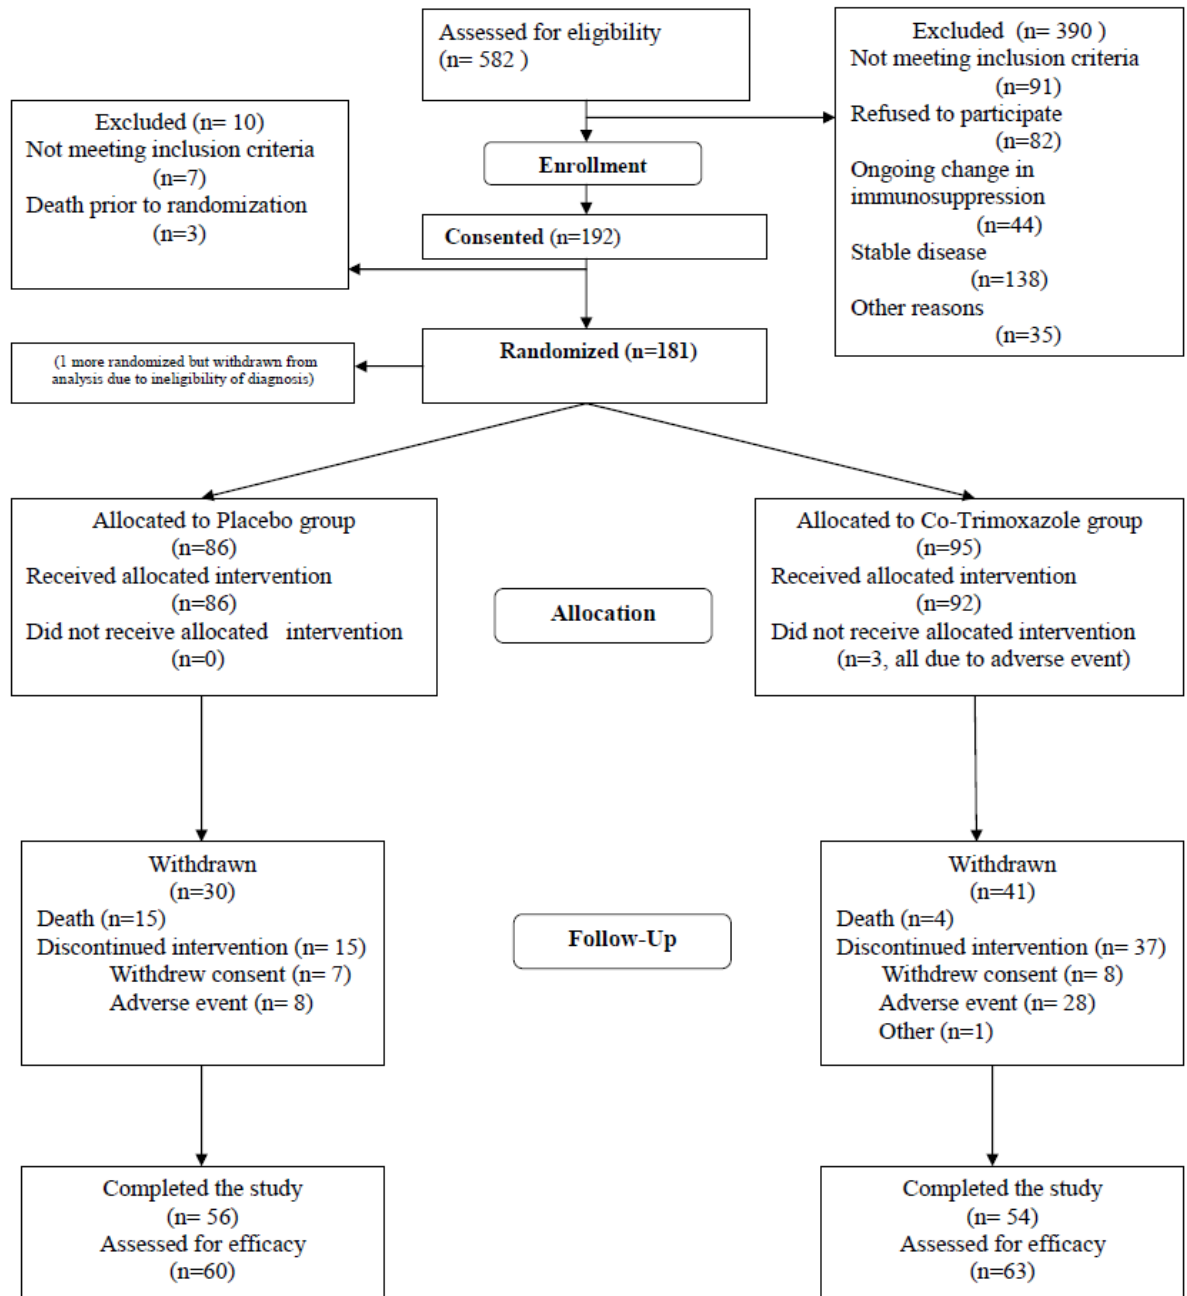 Assessed for eligibility
(n= 582 )
Excluded  (n= 390 )
Not meeting inclusion criteria
(n=91)
Refused to participate
(n=82)
Ongoing change in
immunosuppression
(n=44)
Stable disease
(n=138)
Other reasons
(n=35)
Excluded (n= 10)
Not meeting inclusion criteria
(n=7)
Death prior to randomization
(n=3)
Enrollment
Consented (n=192)
Randomized (n=181)
(1 more randomized but withdrawn from
analysis due to ineligibility of diagnosis)
Allocated to Placebo group
(n=86)
Received allocated intervention
(n=86)
Did not receive allocated   intervention
(n=0)
Allocation
Allocated to Co-Trimoxazole group
(n=95)
Received allocated intervention
(n=92)
Did not receive allocated intervention
(n=3, all due to adverse event)
Withdrawn
(n=30)
Death (n=15)
Discontinued intervention (n= 15)
Withdrew consent (n= 7)
Adverse event (n= 8)
Follow-Up
Withdrawn
(n=41)
Death (n=4)
Discontinued intervention (n= 37)
Withdrew consent (n= 8)
Adverse event (n= 28)
Other (n=1)
Completed the study
(n= 56)
Assessed for efficacy
(n=60)
Completed the study
(n= 54)
Assessed for efficacy
(n=63)